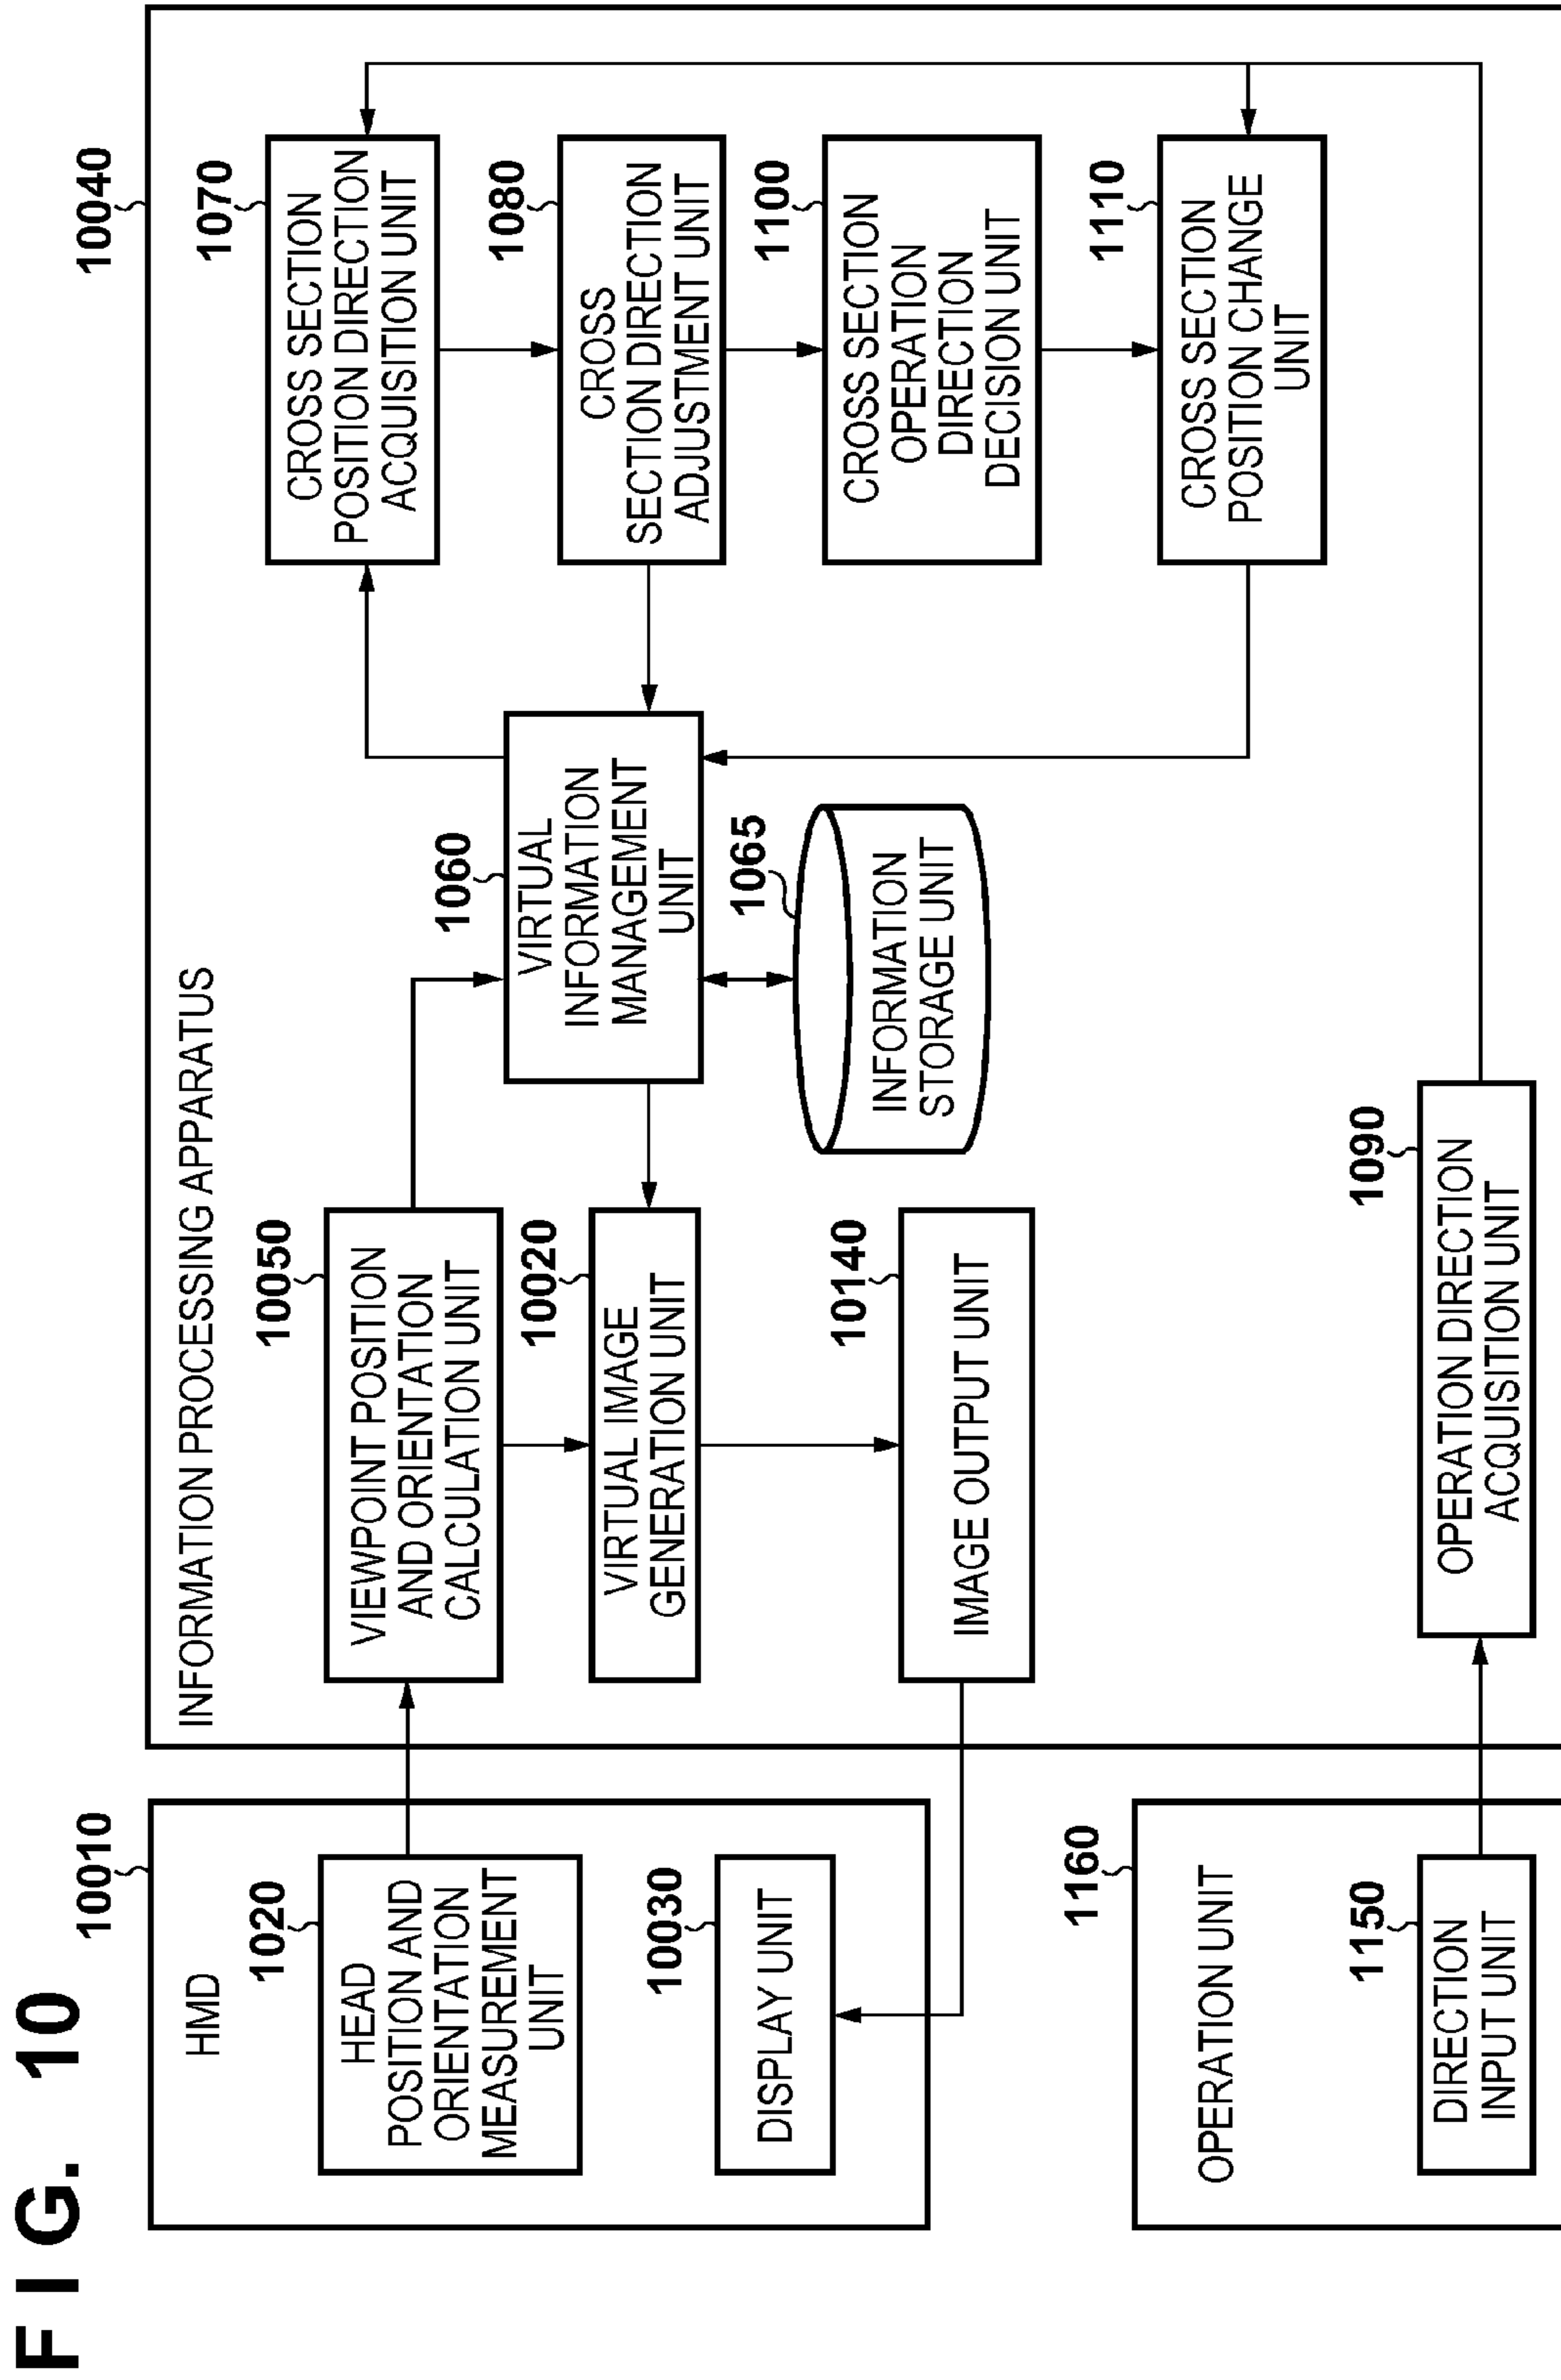 FIG. 10
10010
HMD
1020
HEAD
POSITION AND
ORIENTATION
MEASUREMENT
UNIT
10030
DISPLAY UNIT
1160
OPERATION UNIT
1150
DIRECTION
INPUT UNIT
10040
INFORMATION PROCESSING APPARATUS
10050
VIEWPOINT POSITION
AND ORIENTATION
CALCULATION UNIT
10020
VIRTUAL IMAGE
GENERATION UNIT
10140
IMAGE OUTPUT UNIT
1090
OPERATION DIRECTION
ACQUISITION UNIT
1060
VIRTUAL
INFORMATION
MANAGEMENT
UNIT
1065
INFORMATION
STORAGE UNIT
1070
CROSS SECTION
POSITION DIRECTION
ACQUISITION UNIT
1080
CROSS
SECTION DIRECTION
ADJUSTMENT UNIT
1100
CROSS SECTION
OPERATION
DIRECTION
DECISION UNIT
1110
CROSS SECTION
POSITION CHANGE
UNIT